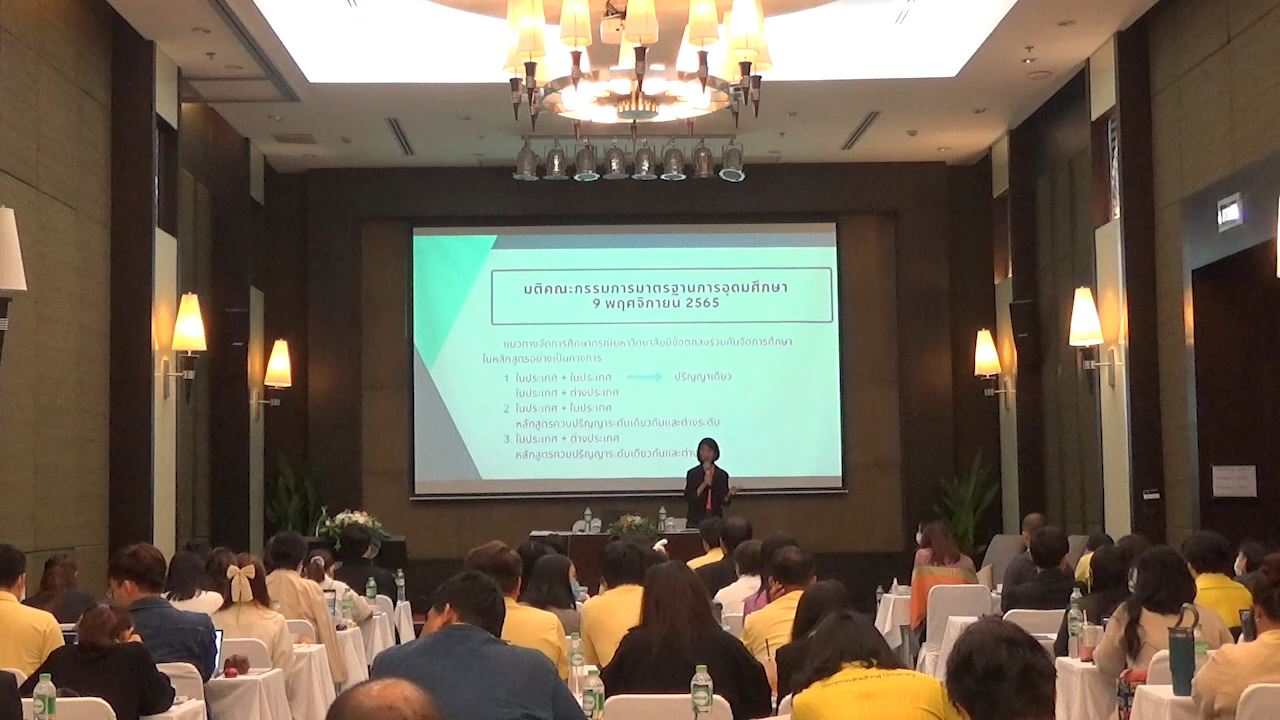 มติคณะกรรมการมาตรฐานการอุดมศึกษา
9 พฤศจิกายน 2565
แนวทางจัดการศึกษากรณีมหาวิทยาลัยมีข้อตกลงร่วมกันจัดการศึกษา
ในหลักสูตรอย่างเป็นทางการ
1 ในประเทศ + ในประเทศ ปริญญาเดียว
ในประเทศ + ต่างประเทศ
2 ในประเทศ + ในประเทศ
หลักสูตรควบปริญญาระดับเดียวกันและต่างระดับ
3. ในประเทศ + ต่างประเทศ
หลักสูตรควบปริญญาระดับเดียวกันและต่าง
University